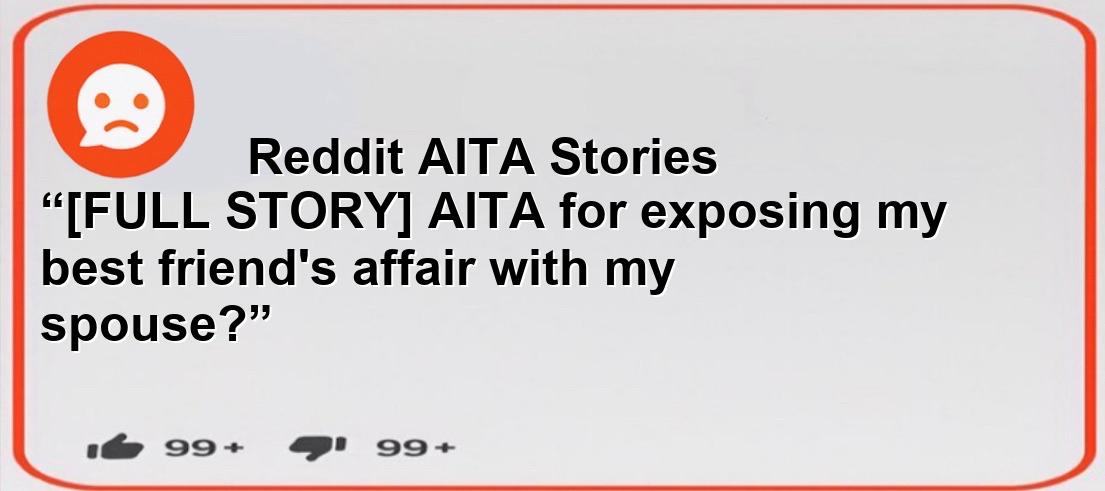 Reddit AITA Stories
“[FULL STORY] AITA for exposing my
best friend's affair with my
spouse?”
99+ 99+